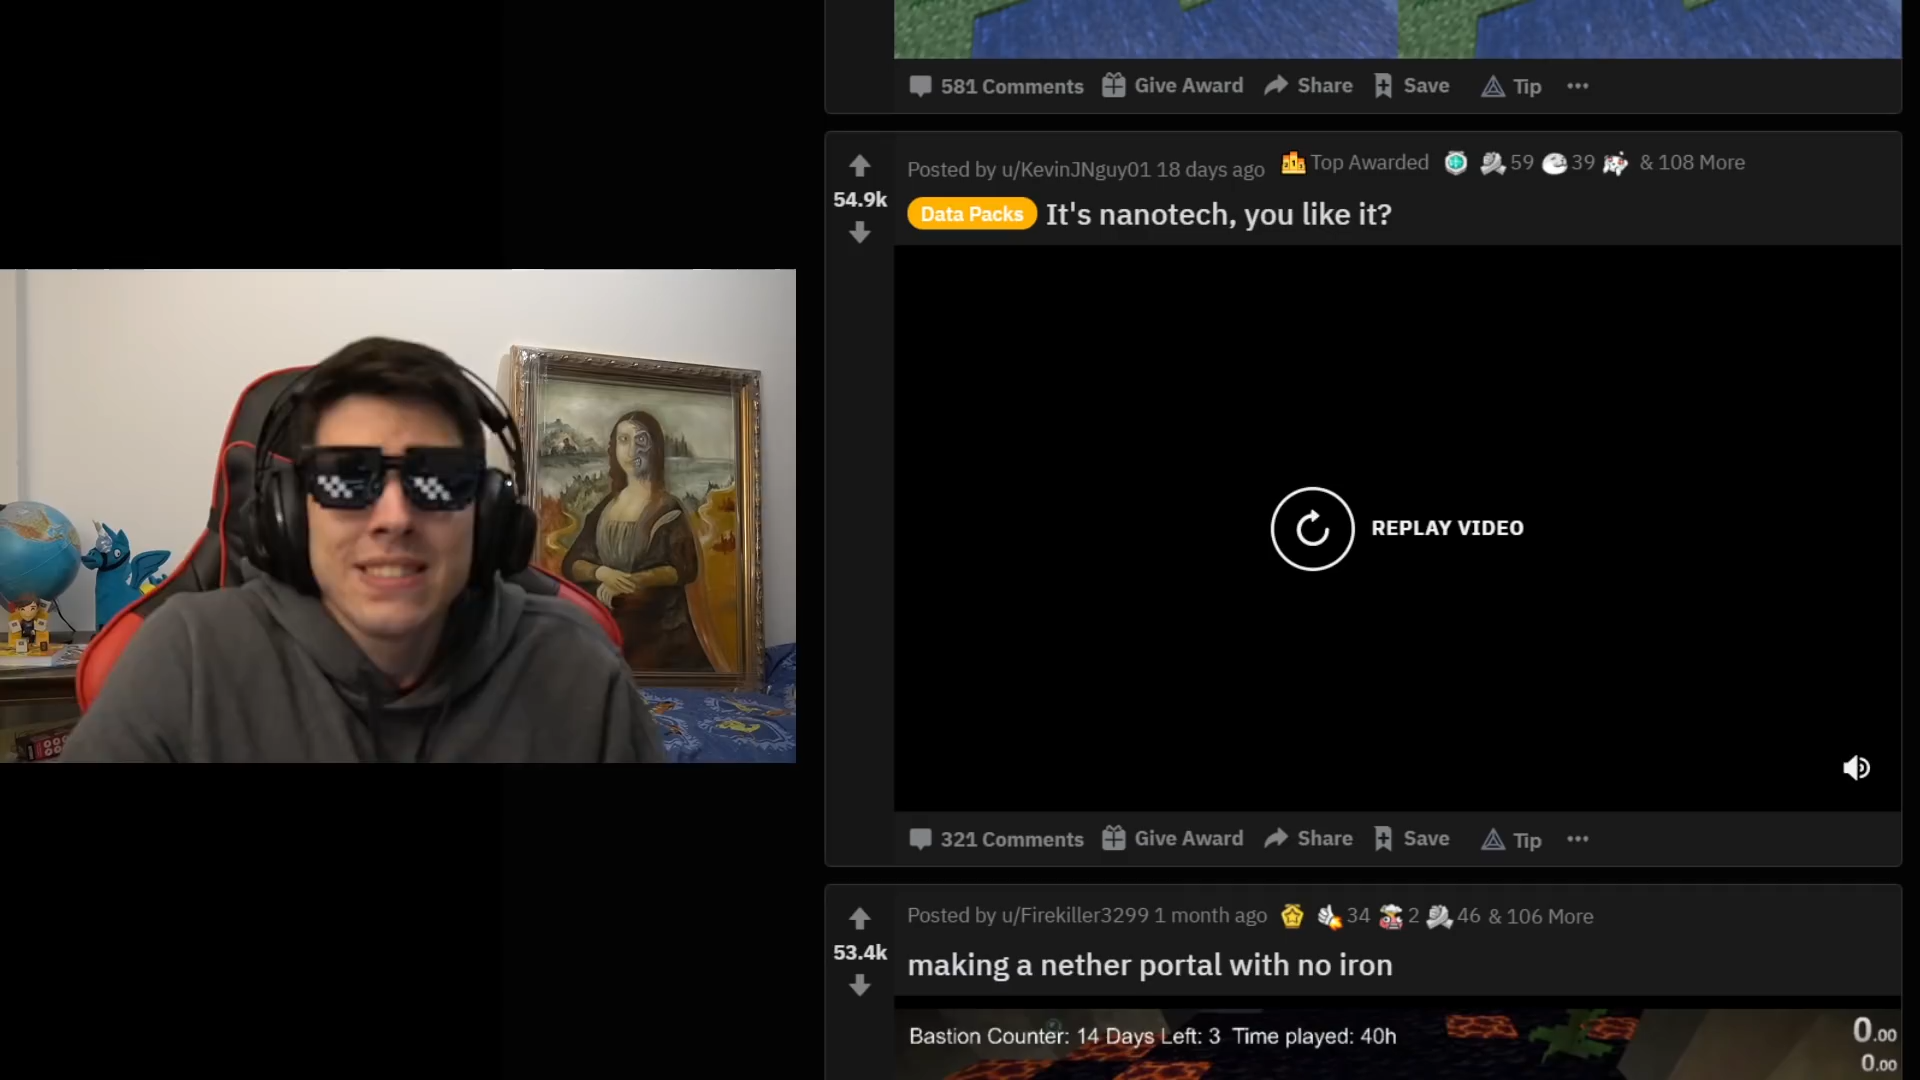 581 Comments Give Award Share Save Tip
Posted by u/KevinJNguy01 18 days ago Top Awarded 59 39 & 108 More
54.9k
Data Packs It's nanotech, you like it?
REPLAY VIDEO
321 Comments Give Award Share Save Tip
Posted by u/Firekiller3299 1 month ago 34 2 46 & 106 More
53.4k
making a nether portal with no iron
Bastion Counter: 14 Days Left: 3 Time played: 40h
0.00
0.00